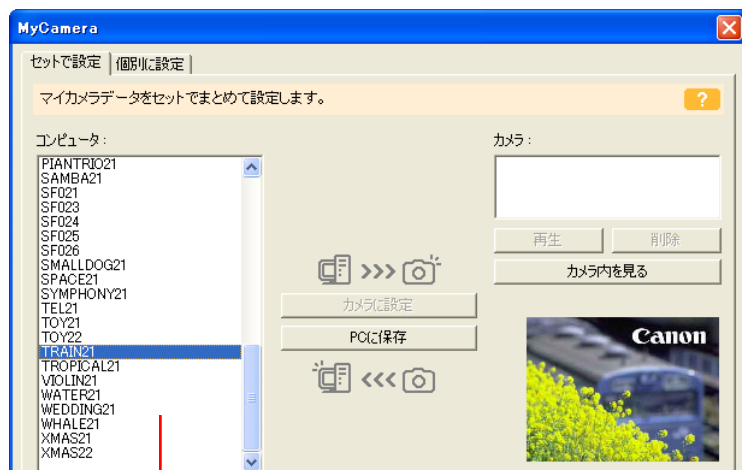 MyCamera
セットで設定
個別に設定
マイカメラデータをセットでまとめて設定します。
?
コンピュータ:
PIANTRIO21
SAMBA21
SF021
SF023
SF024
SF025
SF026
SMALLDOG21
SPACE21
SYMPHONY21
TEL21
TOY21
TOY22
TRAIN21
TROPICAL21
VIOLIN21
WATER21
WEDDING21
WHALE21
XMAS21
XMAS22
>>>
カメラに設定
PCに保存
<<<
カメラ:
再生
削除
カメラ内を見る
Canon